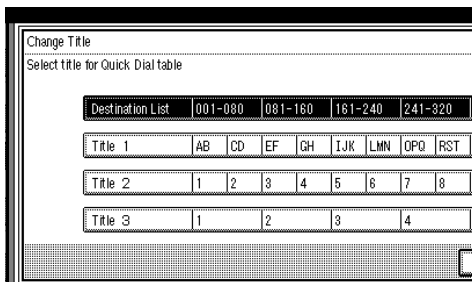 Change Title
Select title for Quick Dial table
Destination List 001-080 081-160 161-240 241-320
Title 1 AB CD EF GH IJK LMN OPQ RST
Title 2 1 2 3 4 5 6 7 8
Title 3 1 2 3 4